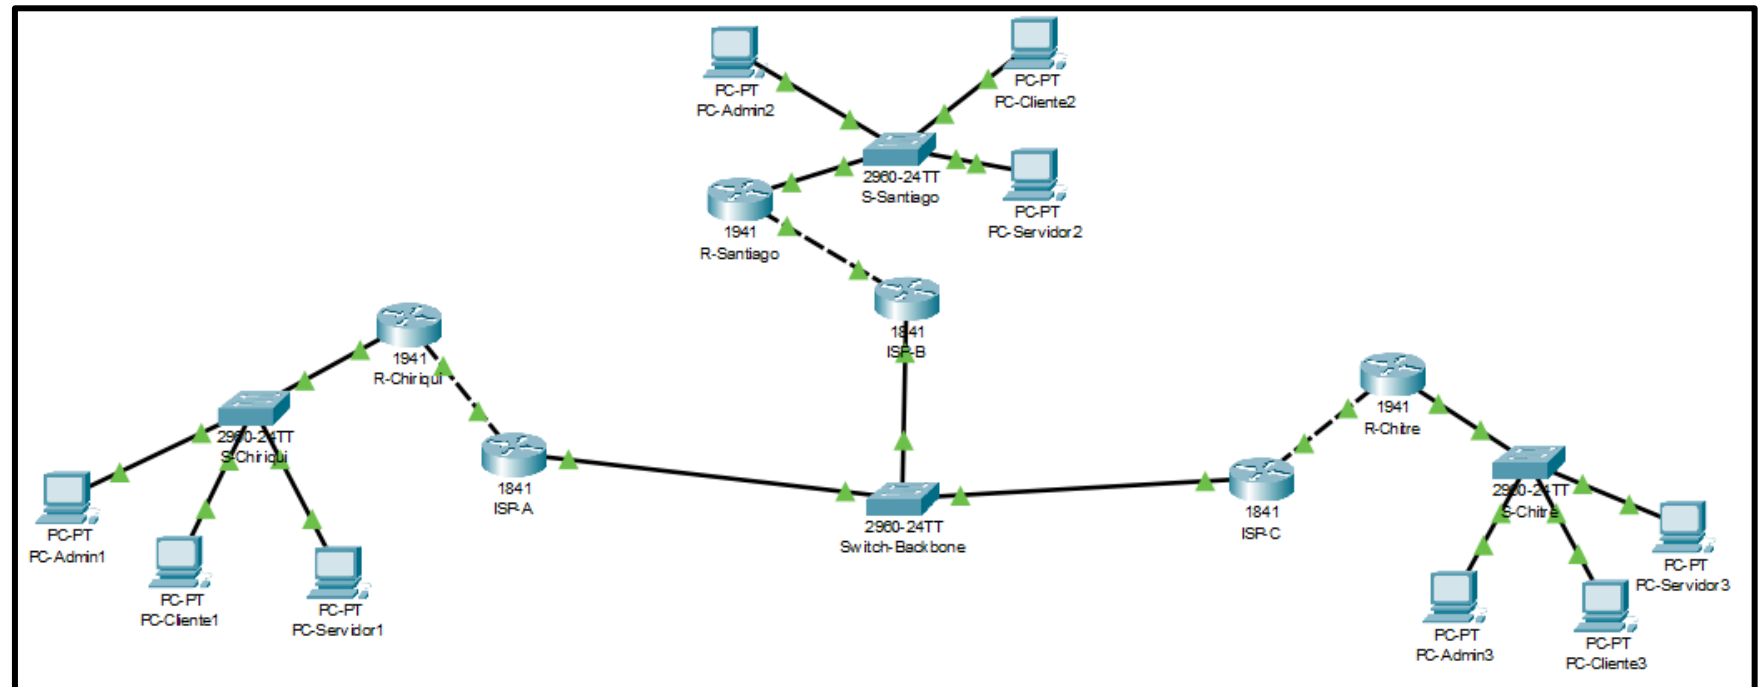 PC-PT
PC-Admin2
PC-PT
PC-Cliente2
2960-24TT
S-Santiago
PC-PT
PC-Servidor2
1941
R-Santiago
1841
ISP-B
1941
R-Chiriqui
2960-24TT
S-Chiriqui
1841
ISP-A
PC-PT
PC-Admin1
PC-PT
PC-Cliente1
PC-PT
PC-Servidor1
2960-24TT
Switch-Backbone
1941
R-Chitre
1841
ISP-C
2960-24TT
S-Chitre
PC-PT
PC-Servidor3
PC-PT
PC-Admin3
PC-PT
PC-Cliente3